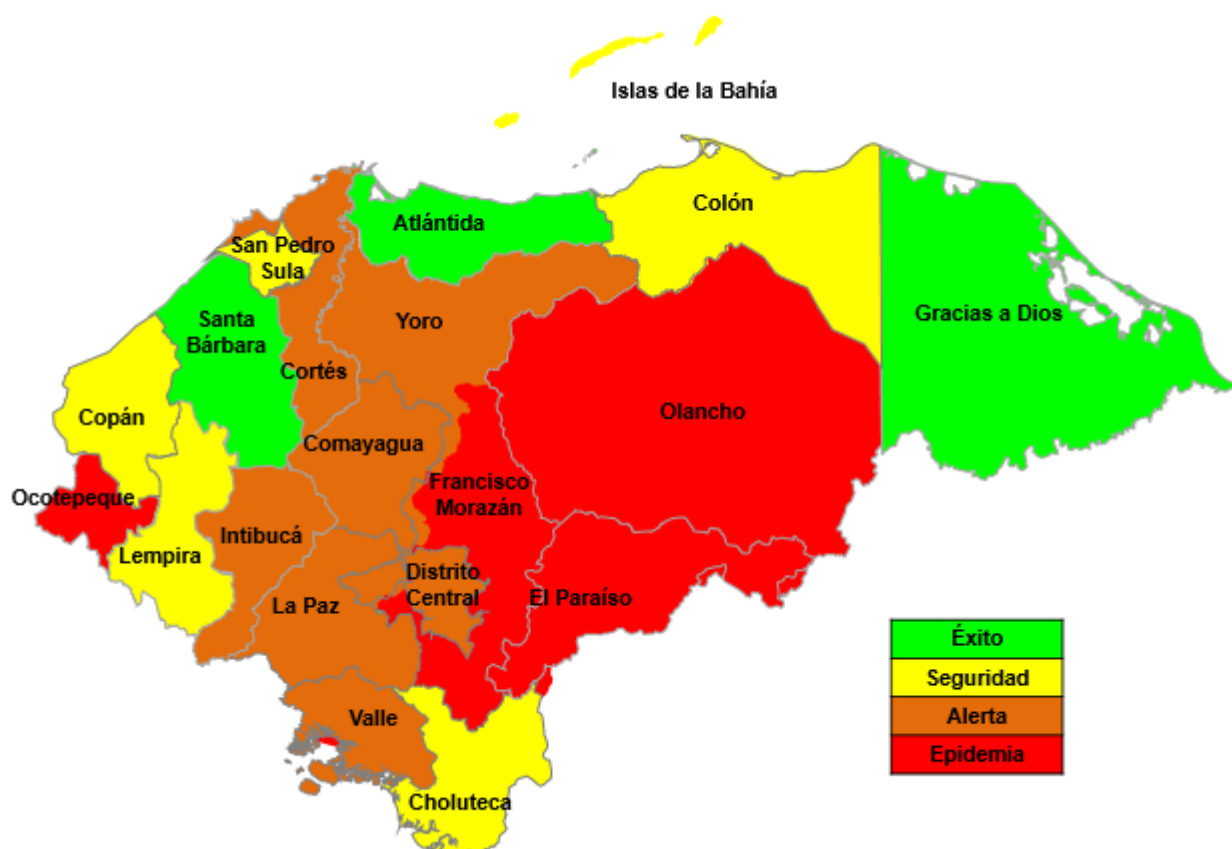 Islas de la Bahía
Colón
Atlántida
San Pedro
Sula
Gracias a Dios
Santa
Bárbara
Yoro
Cortés
Copán
Olancho
Comayagua
Ocotepeque
Francisco
Morazán
Intibucá
Lempira
Distrito
Central
La Paz
El Paraíso
Valle
Choluteca
Éxito
Seguridad
Alerta
Epidemia